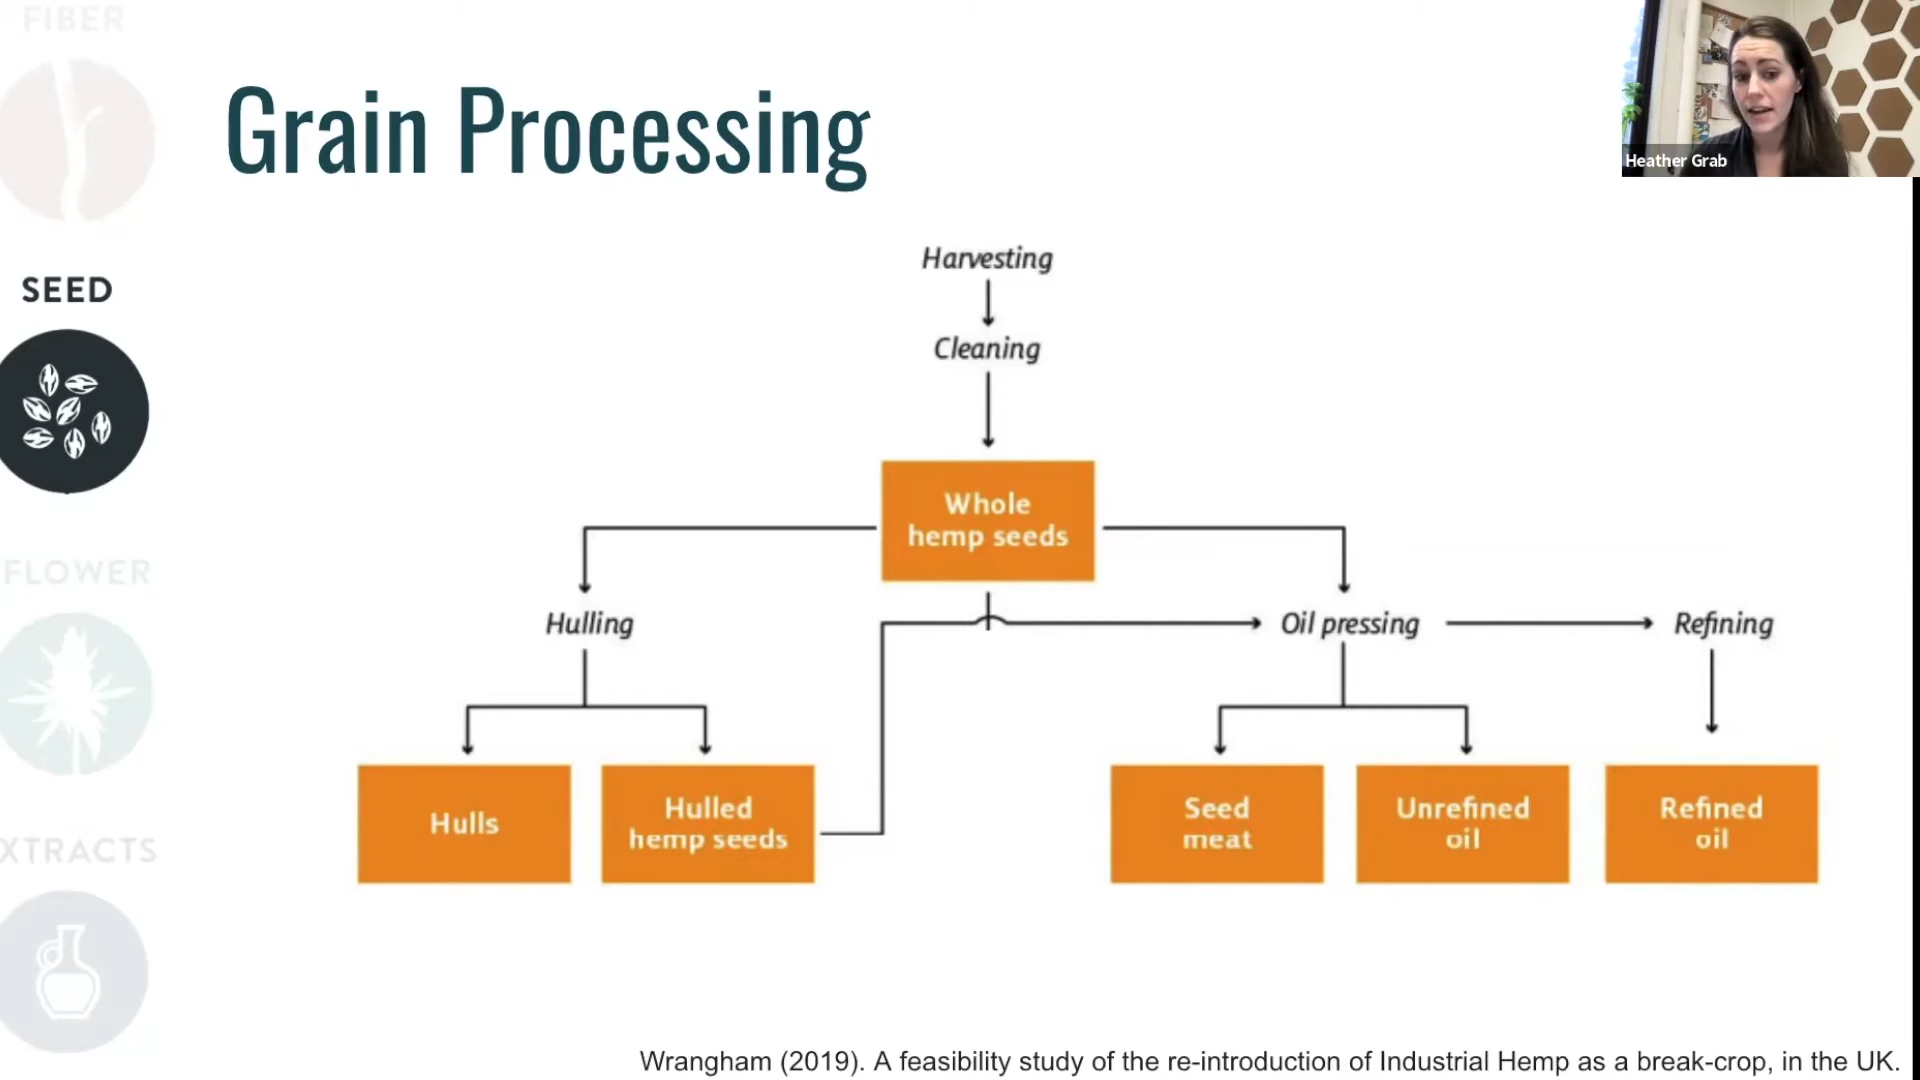 FIBER
Grain Processing
Heather Grab
SEED
FLOWER
XTRACTS
Harvesting
Cleaning
Whole
hemp seeds
Hulling
Oil pressing
Refining
Hulls
Hulled
hemp seeds
Seed
meat
Unrefined
oil
Refined
oil
Wrangham (2019). A feasibility study of the re-introduction of Industrial Hemp as a break-crop, in the UK.